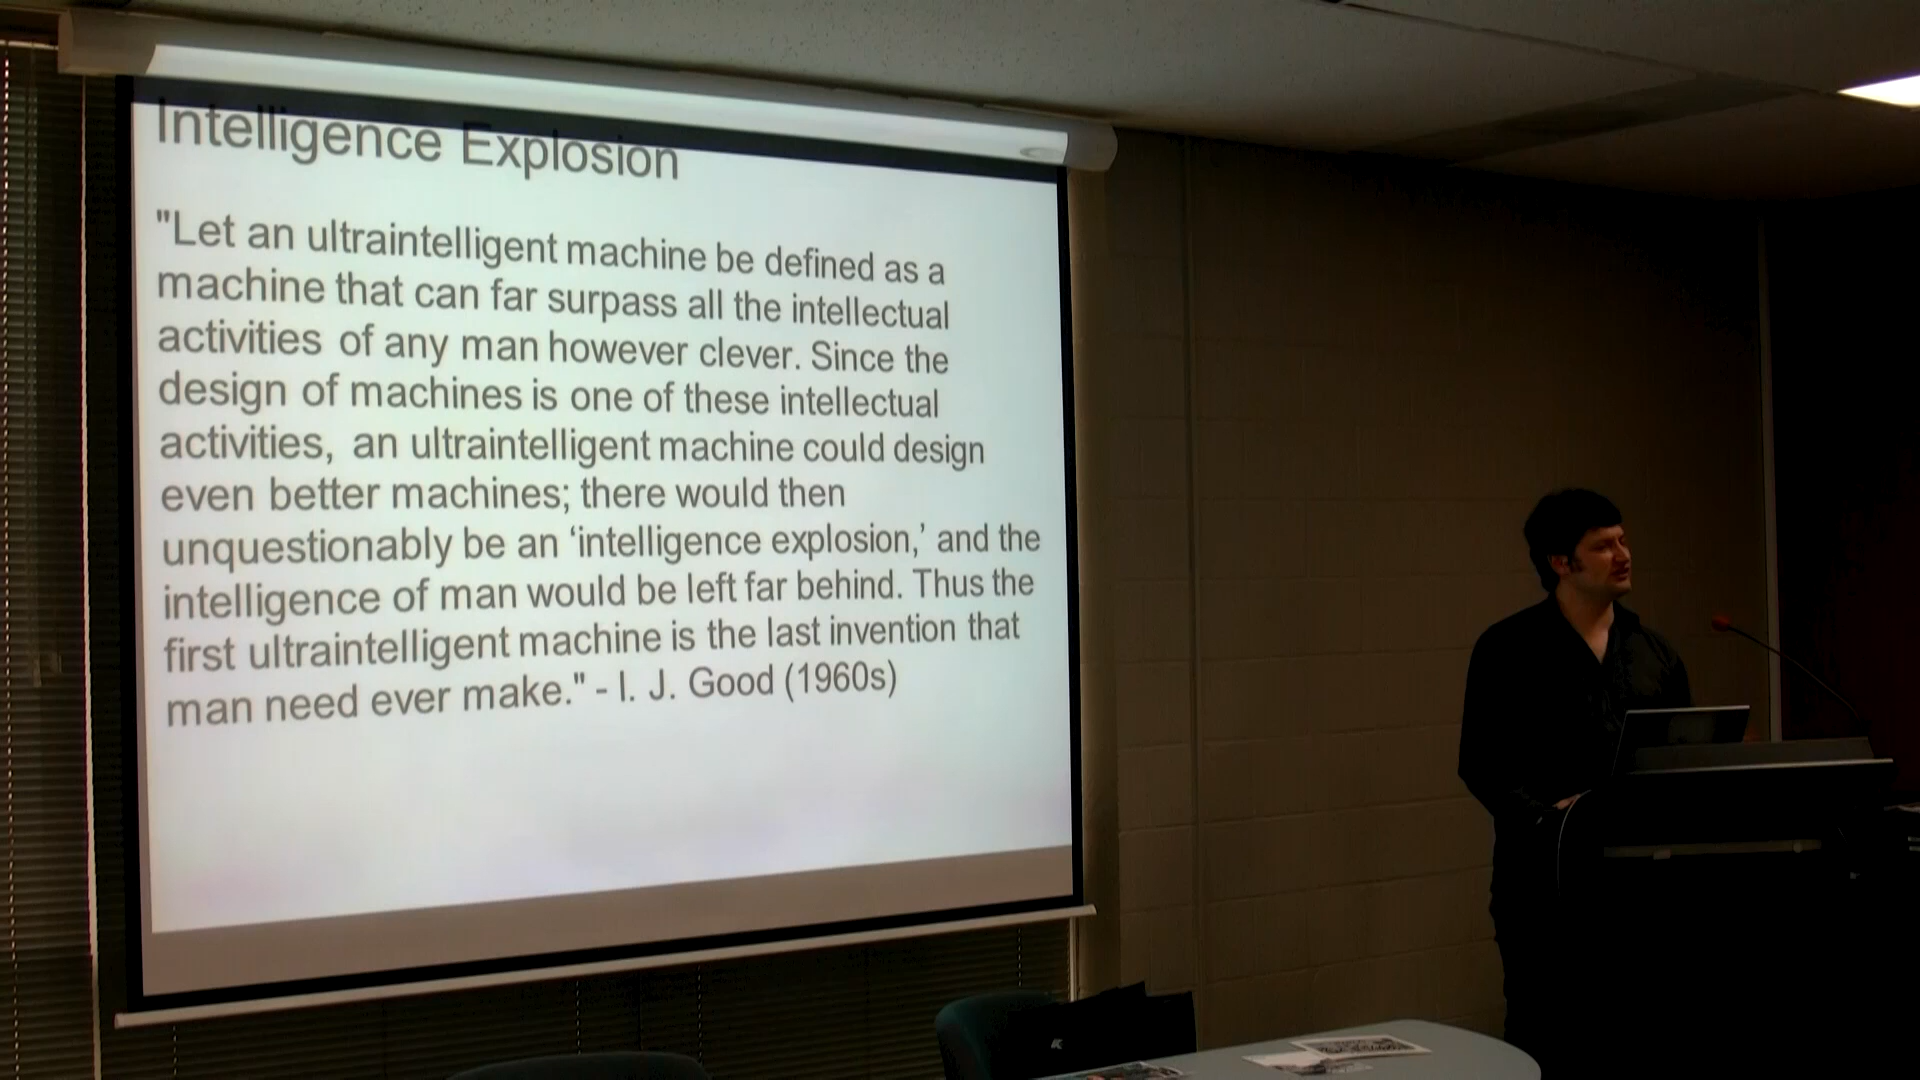 Intelligence Explosion
"Let an ultraintelligent machine be defined as a
machine that can far surpass all the intellectual
activities of any man however clever. Since the
design of machines is one of these intellectual
activities, an ultraintelligent machine could design
even better machines; there would then
unquestionably be an ‘intelligence explosion,’ and the
intelligence of man would be left far behind. Thus the
first ultraintelligent machine is the last invention that
man need ever make." - I. J. Good (1960s)